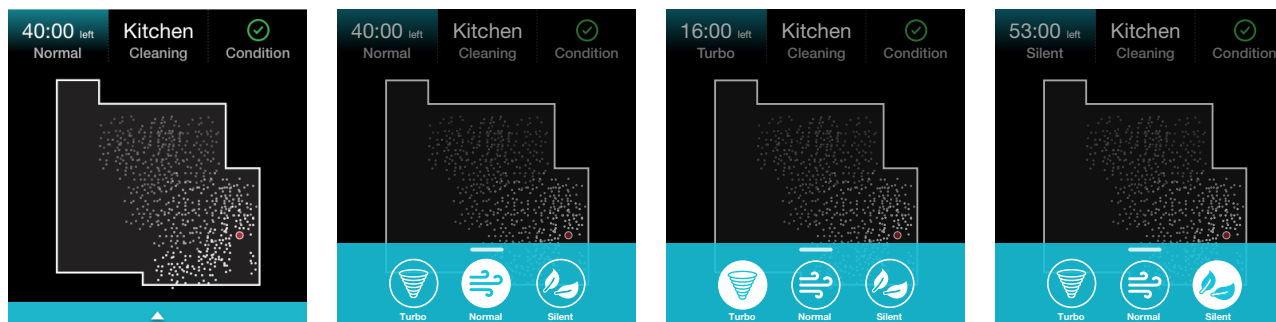 40:00 left Kitchen
Normal Cleaning Condition
40:00 left Kitchen
Normal Cleaning Condition
Turbo Normal Silent
16:00 left Kitchen
Turbo Cleaning Condition
Turbo Normal Silent
53:00 left Kitchen
Silent Cleaning Condition
Turbo Normal Silent